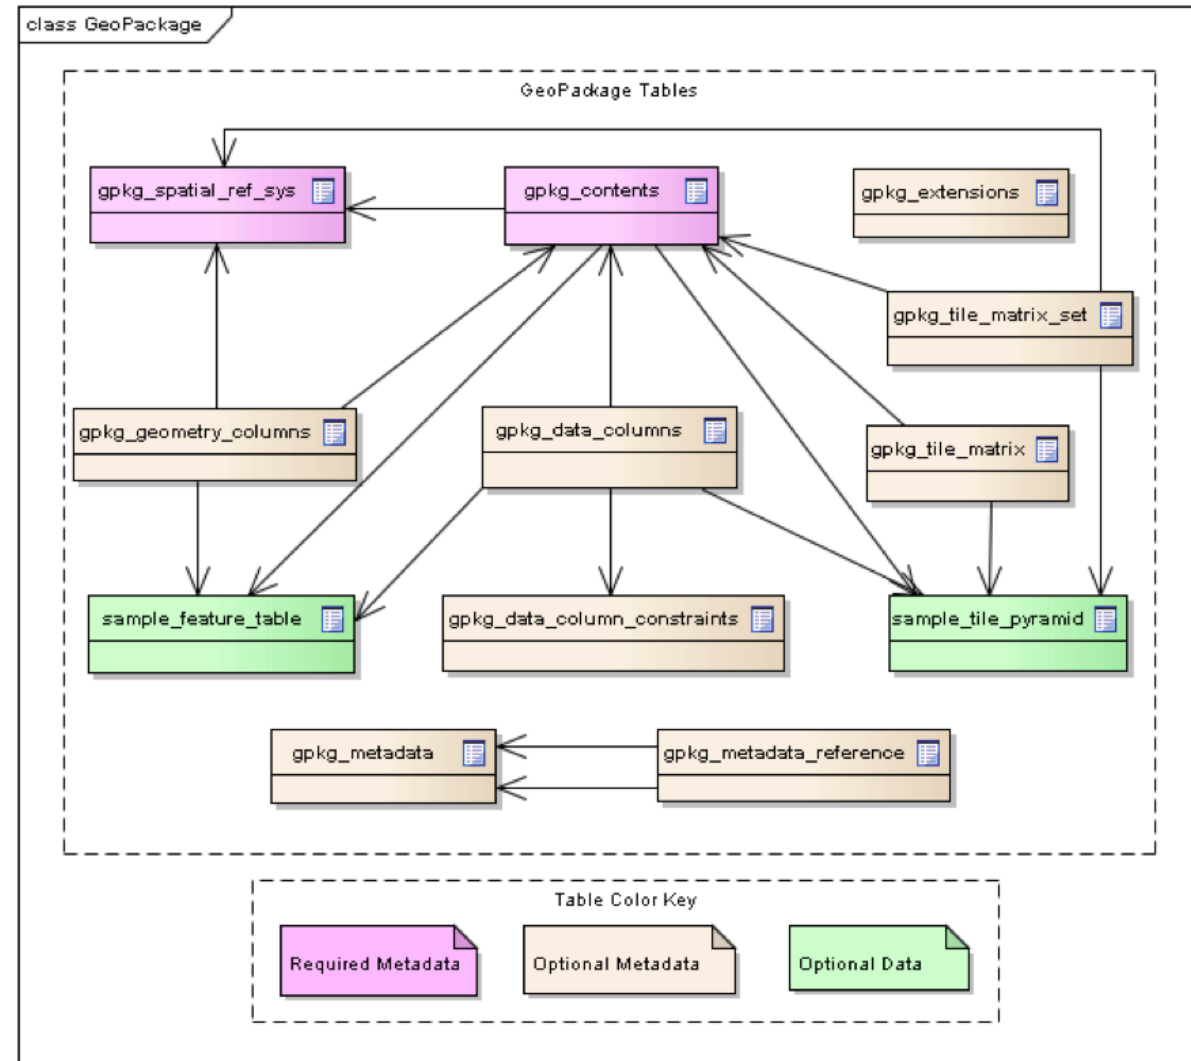 class GeoPackage
GeoPackage Tables
gpkg_spatial_ref_sys
gpkg_contents
gpkg_extensions
gpkg_tile_matrix_set
gpkg_geometry_columns
gpkg_data_columns
gpkg_tile_matrix
sample_feature_table
gpkg_data_column_constraints
sample_tile_pyramid
gpkg_metadata
gpkg_metadata_reference
Table Color Key
Required Metadata
Optional Metadata
Optional Data